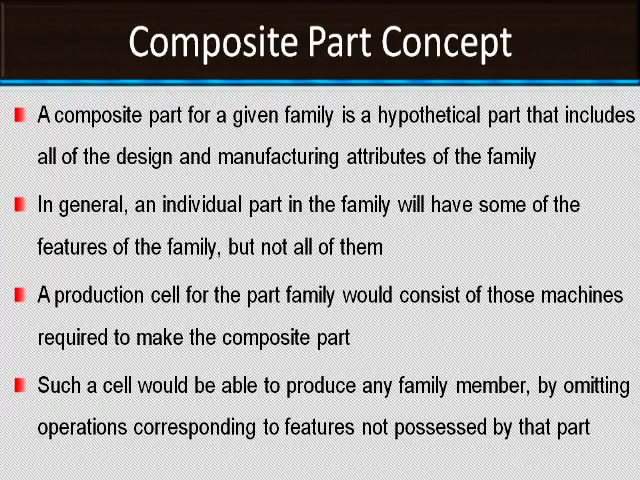 Composite Part Concept
A composite part for a given family is a hypothetical part that includes
all of the design and manufacturing attributes of the family
In general, an individual part in the family will have some of the
features of the family, but not all of them
A production cell for the part family would consist of those machines
required to make the composite part
Such a cell would be able to produce any family member, by omitting
operations corresponding to features not possessed by that part